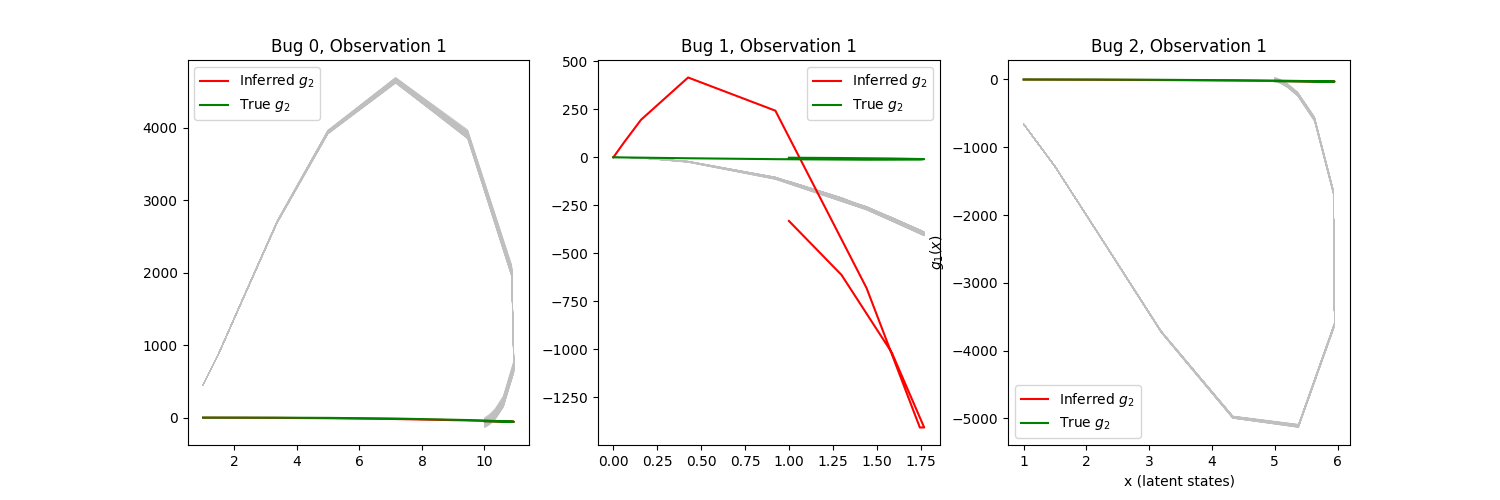 Bug 0, Observation 1
Inferred g₂
True g₂
4000
3000
2000
1000
0
2 4 6 8 10
Bug 1, Observation 1
Inferred g₂
True g₂
500
250
0
−250
−500
−750
−1000
−1250
0.00 0.25 0.50 0.75 1.00 1.25 1.50 1.75
Bug 2, Observation 1
g₁(x)
0
−1000
−2000
−3000
−4000
−5000
Inferred g₂
True g₂
1 2 3 4 5 6
x (latent states)